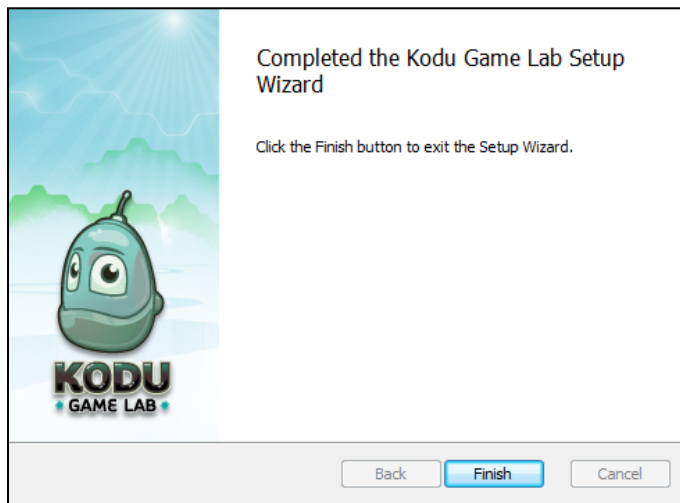 Completed the Kodu Game Lab Setup
Wizard
Click the Finish button to exit the Setup Wizard.
KODU
GAME LAB
Back
Finish
Cancel